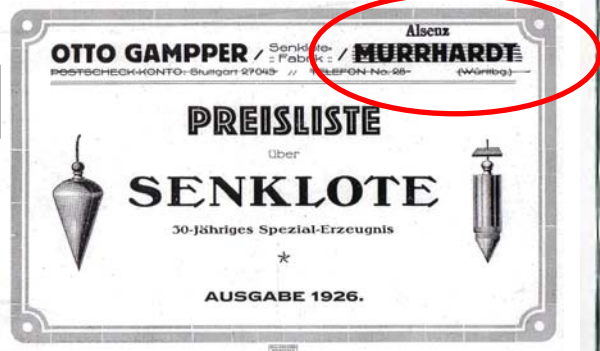 Alsenz
OTTO GAMPPER / Senklote- :: Fabrik :: / MURRHARDT
POSTSCHECK-KONTO: Stuttgart 27043 // TELEFON No. 28 (Württbg.)
PREISLISTE
über
SENKLOTE
30-jähriges Spezial-Erzeugnis
*
AUSGABE 1926.